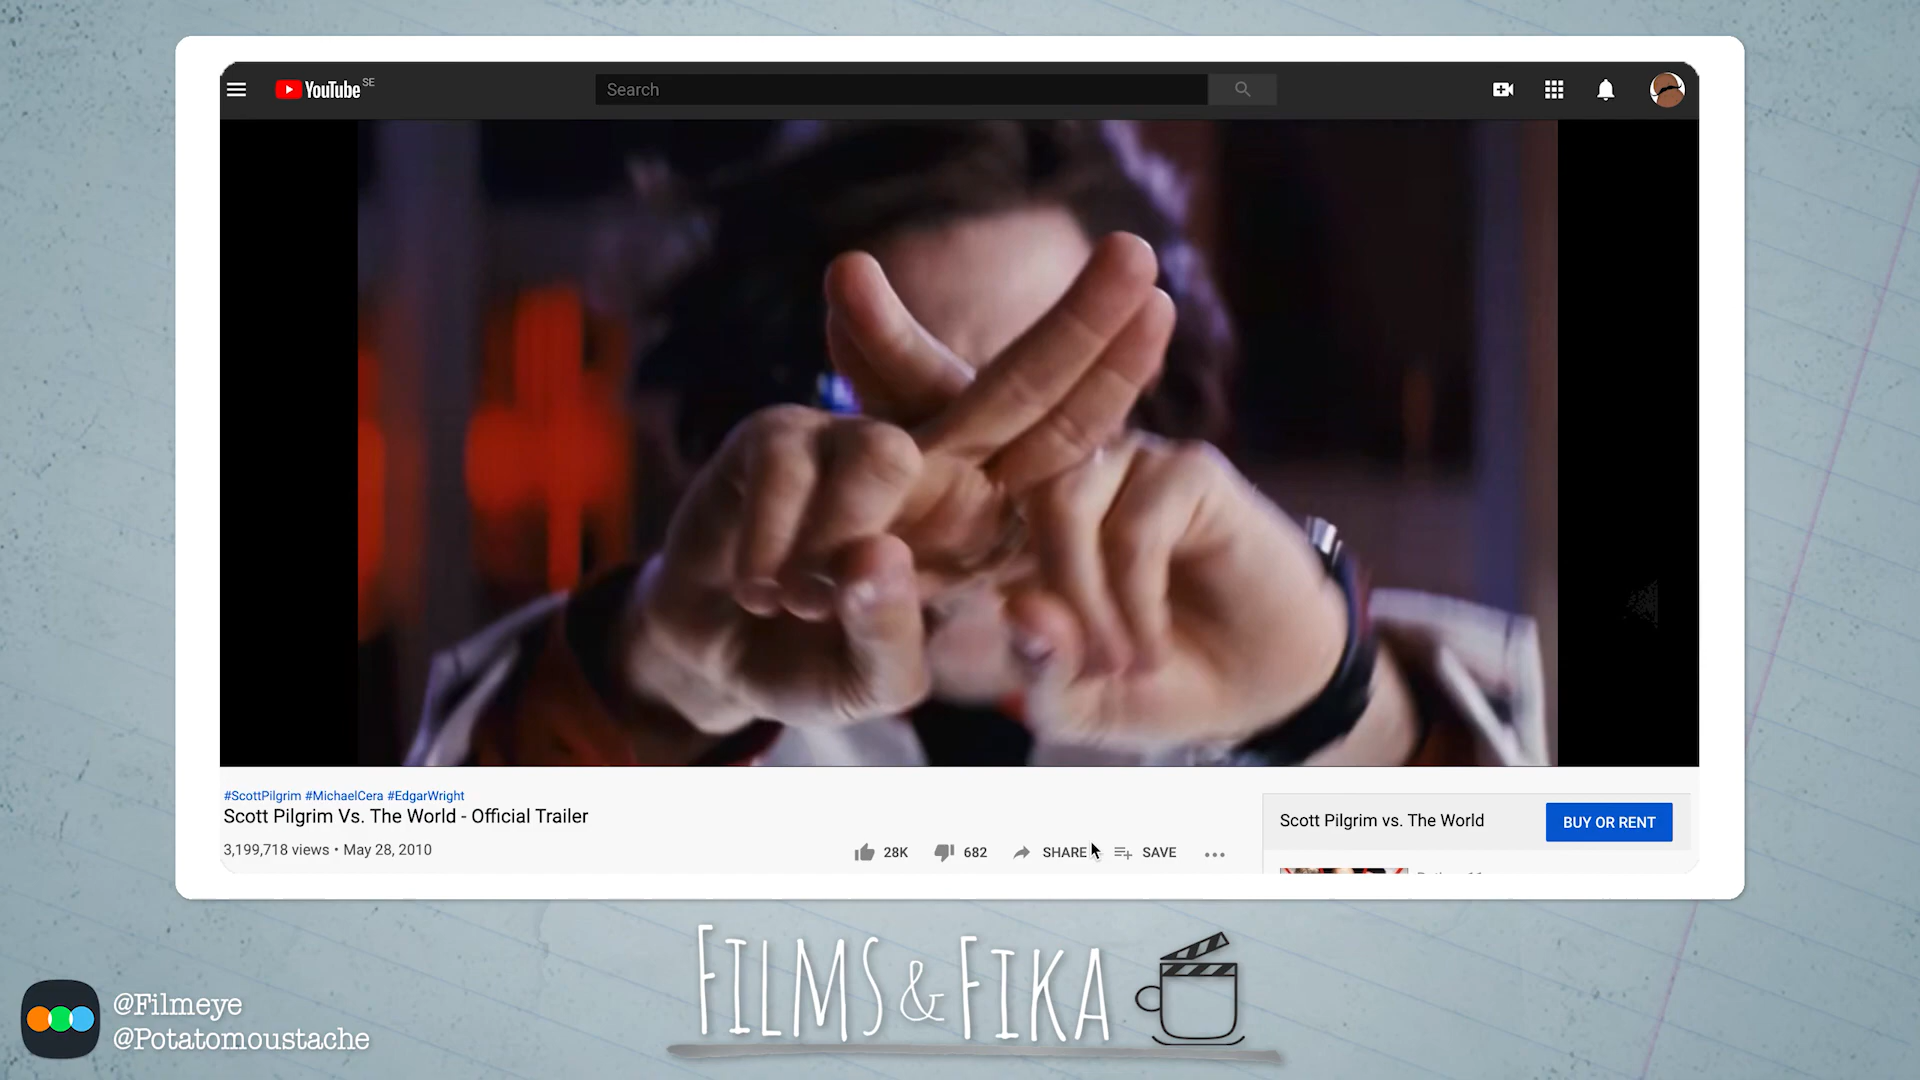 YouTube SE
Search
#ScottPilgrim #MichaelCera #EdgarWright
Scott Pilgrim Vs. The World - Official Trailer
3,199,718 views • May 28, 2010
28K 682 SHARE SAVE
Scott Pilgrim vs. The World
BUY OR RENT
FILMS & FIKA
@Filmeye
@Potatomoustache